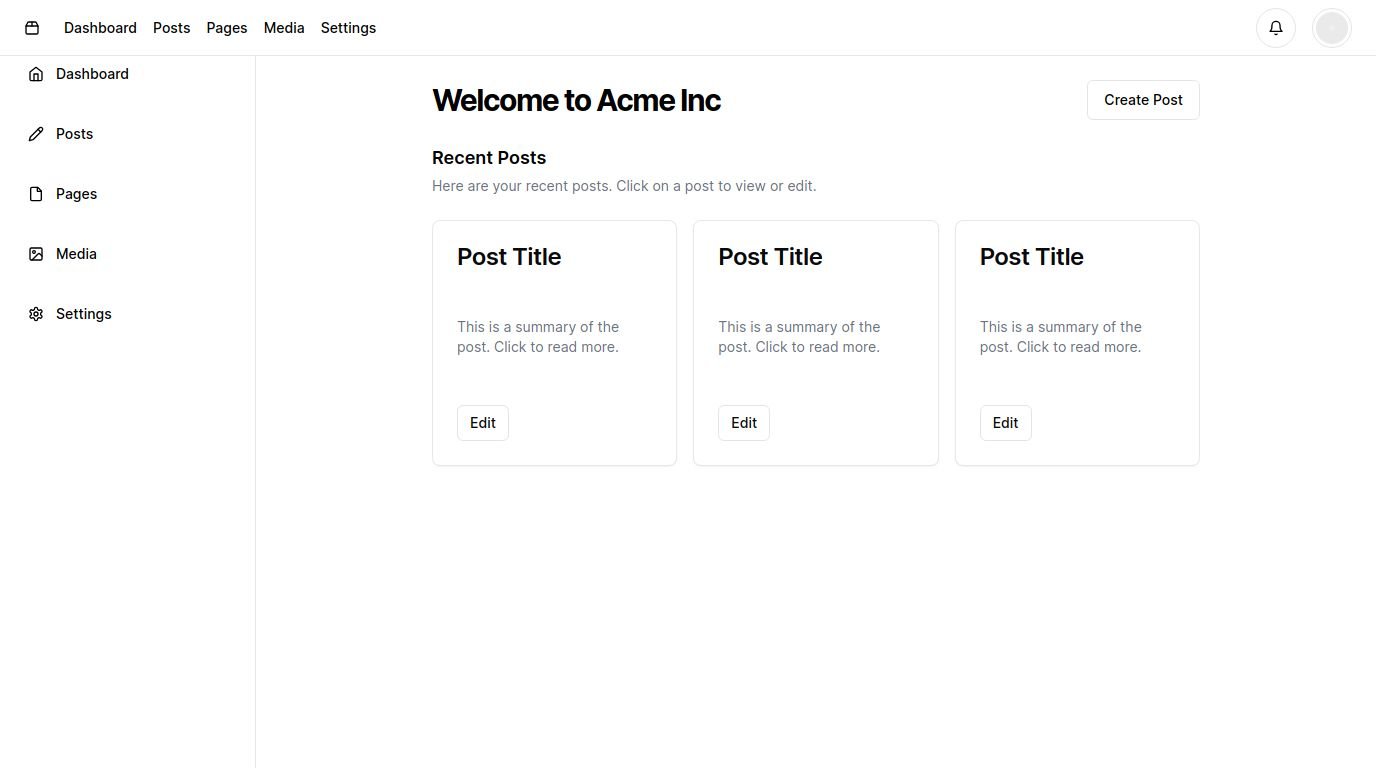 Dashboard Posts Pages Media Settings
Dashboard
Posts
Pages
Media
Settings
Welcome to Acme Inc
Create Post
Recent Posts
Here are your recent posts. Click on a post to view or edit.
Post Title
This is a summary of the
post. Click to read more.
Edit
Post Title
This is a summary of the
post. Click to read more.
Edit
Post Title
This is a summary of the
post. Click to read more.
Edit